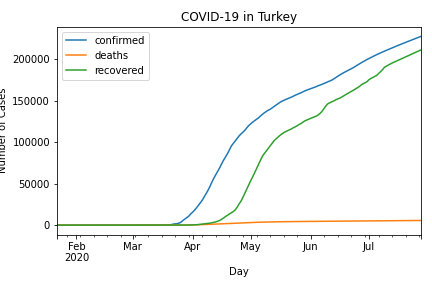 COVID-19 in Turkey
confirmed
deaths
recovered
200000
150000
100000
50000
0
Number of Cases
Feb
2020
Mar
Apr
May
Jun
Jul
Day